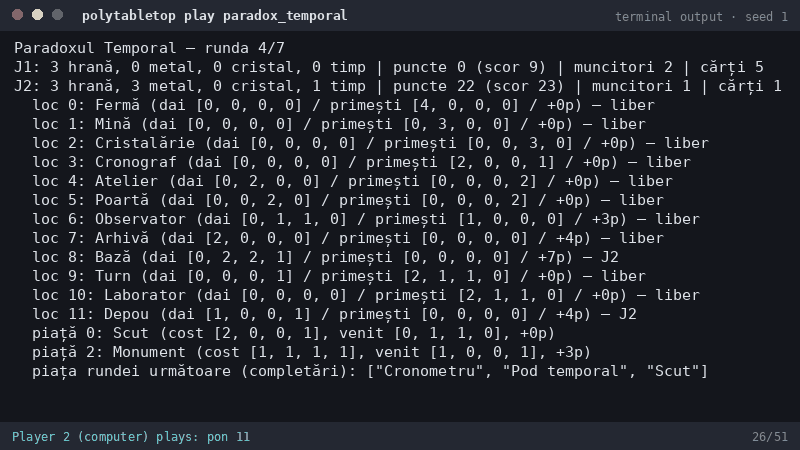 polytabletop play paradox_temporal
terminal output · seed 1
Paradoxul Temporal — runda 4/7
J1: 3 hrană, 0 metal, 0 cristal, 0 timp | puncte 0 (scor 9) | muncitori 2 | cărți 5
J2: 3 hrană, 3 metal, 0 cristal, 1 timp | puncte 22 (scor 23) | muncitori 1 | cărți 1
loc 0: Fermă (dai [0, 0, 0, 0] / primești [4, 0, 0, 0] / +0p) — liber
loc 1: Mină (dai [0, 0, 0, 0] / primești [0, 3, 0, 0] / +0p) — liber
loc 2: Cristalărie (dai [0, 0, 0, 0] / primești [0, 0, 3, 0] / +0p) — liber
loc 3: Cronograf (dai [0, 0, 0, 0] / primești [2, 0, 0, 1] / +0p) — liber
loc 4: Atelier (dai [0, 2, 0, 0] / primești [0, 0, 0, 2] / +0p) — liber
loc 5: Poartă (dai [0, 0, 2, 0] / primești [0, 0, 0, 2] / +0p) — liber
loc 6: Observator (dai [0, 1, 1, 0] / primești [1, 0, 0, 0] / +3p) — liber
loc 7: Arhivă (dai [2, 0, 0, 0] / primești [0, 0, 0, 0] / +4p) — liber
loc 8: Bază (dai [0, 2, 2, 1] / primești [0, 0, 0, 0] / +7p) — J2
loc 9: Turn (dai [0, 0, 0, 1] / primești [2, 1, 1, 0] / +0p) — liber
loc 10: Laborator (dai [0, 0, 0, 0] / primești [2, 1, 1, 0] / +0p) — liber
loc 11: Depou (dai [1, 0, 0, 1] / primești [0, 0, 0, 0] / +4p) — J2
piață 0: Scut (cost [2, 0, 0, 1], venit [0, 1, 1, 0], +0p)
piață 2: Monument (cost [1, 1, 1, 1], venit [1, 0, 0, 1], +3p)
piața rundei următoare (completări): ["Cronometru", "Pod temporal", "Scut"]
Player 2 (computer) plays: pon 11
26/51